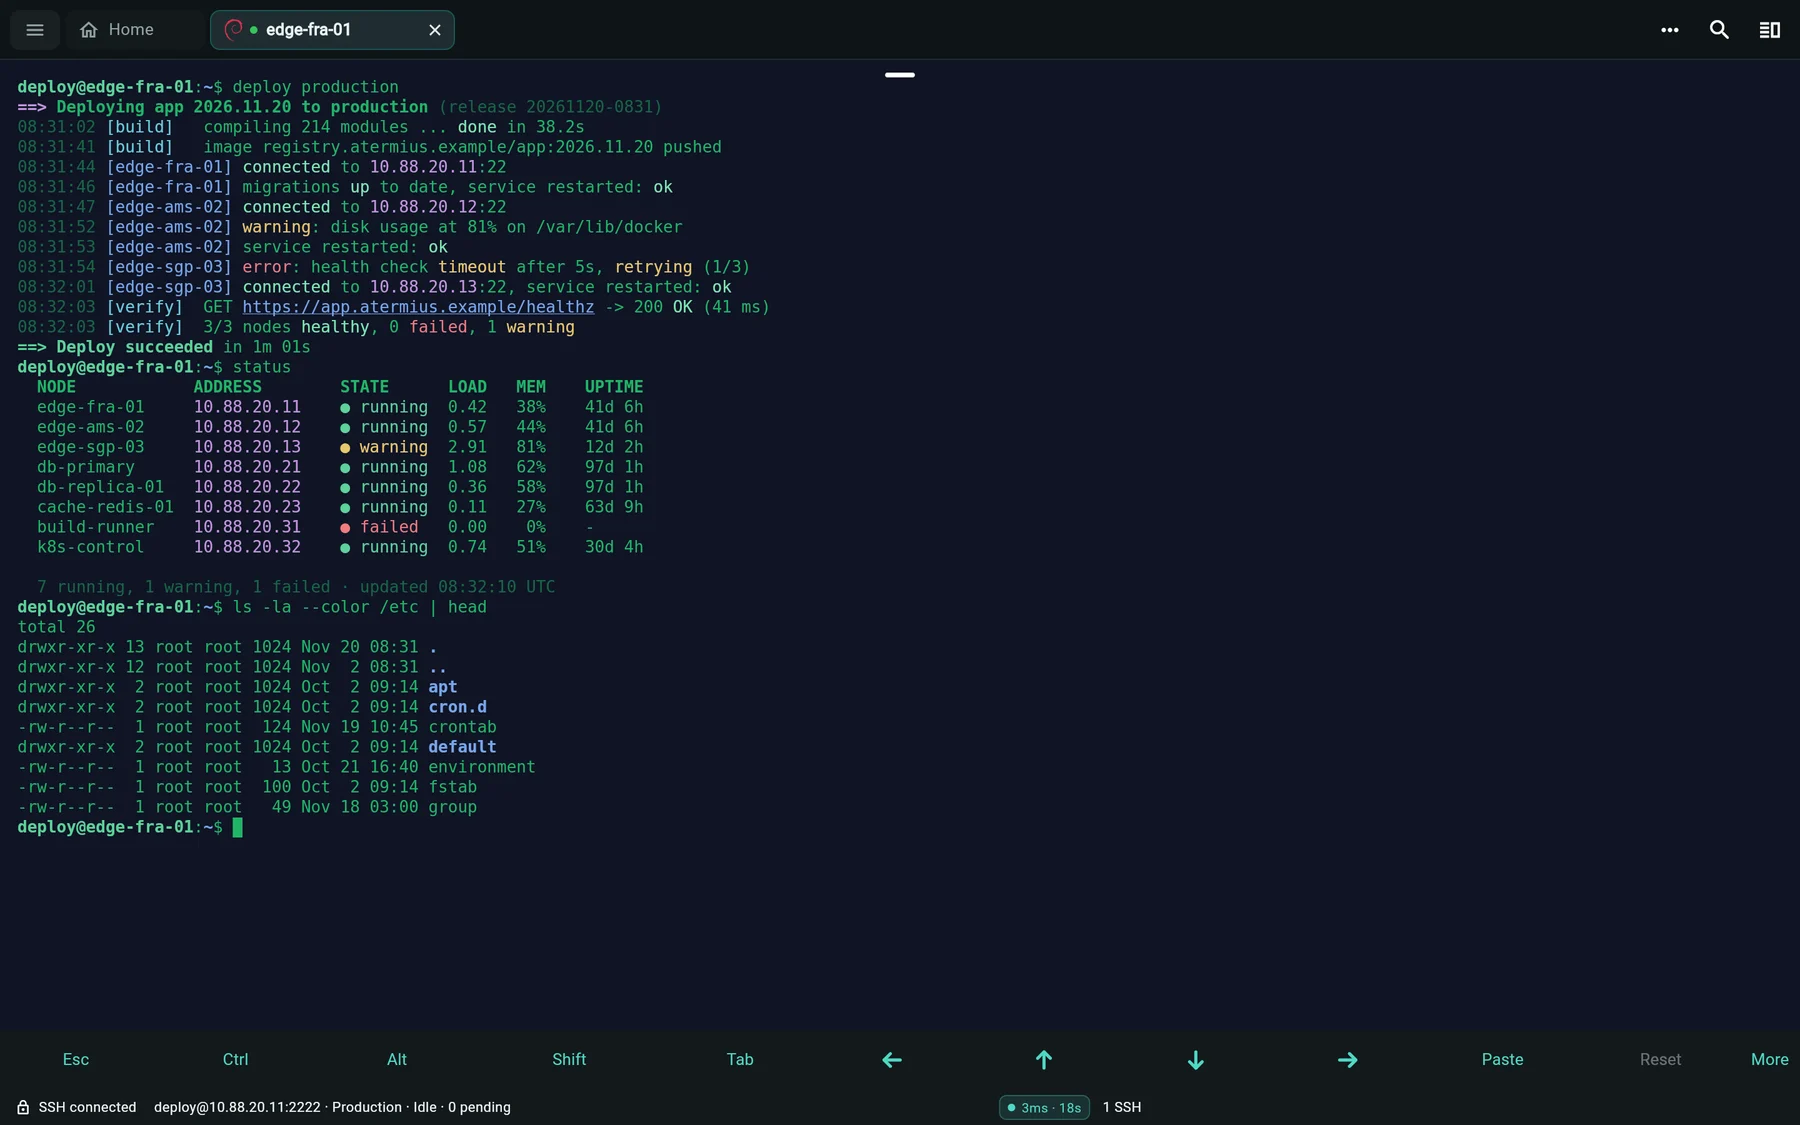 Home
edge-fra-01
deploy@edge-fra-01:~$ deploy production
==> Deploying app 2026.11.20 to production (release 20261120-0831)
08:31:02 [build]   compiling 214 modules ... done in 38.2s
08:31:41 [build]   image registry.atermius.example/app:2026.11.20 pushed
08:31:44 [edge-fra-01] connected to 10.88.20.11:22
08:31:46 [edge-fra-01] migrations up to date, service restarted: ok
08:31:47 [edge-ams-02] connected to 10.88.20.12:22
08:31:52 [edge-ams-02] warning: disk usage at 81% on /var/lib/docker
08:31:53 [edge-ams-02] service restarted: ok
08:31:54 [edge-sgp-03] error: health check timeout after 5s, retrying (1/3)
08:32:01 [edge-sgp-03] connected to 10.88.20.13:22, service restarted: ok
08:32:03 [verify]  GET https://app.atermius.example/healthz -> 200 OK (41 ms)
08:32:03 [verify]  3/3 nodes healthy, 0 failed, 1 warning
==> Deploy succeeded in 1m 01s
deploy@edge-fra-01:~$ status
  NODE            ADDRESS        STATE      LOAD   MEM    UPTIME
  edge-fra-01     10.88.20.11    ● running  0.42   38%    41d 6h
  edge-ams-02     10.88.20.12    ● running  0.57   44%    41d 6h
  edge-sgp-03     10.88.20.13    ● warning  2.91   81%    12d 2h
  db-primary      10.88.20.21    ● running  1.08   62%    97d 1h
  db-replica-01   10.88.20.22    ● running  0.36   58%    97d 1h
  cache-redis-01  10.88.20.23    ● running  0.11   27%    63d 9h
  build-runner    10.88.20.31    ● failed   0.00    0%    -
  k8s-control     10.88.20.32    ● running  0.74   51%    30d 4h
  7 running, 1 warning, 1 failed · updated 08:32:10 UTC
deploy@edge-fra-01:~$ ls -la --color /etc | head
total 26
drwxr-xr-x 13 root root 1024 Nov 20 08:31 .
drwxr-xr-x 12 root root 1024 Nov  2 08:31 ..
drwxr-xr-x  2 root root 1024 Oct  2 09:14 apt
drwxr-xr-x  2 root root 1024 Oct  2 09:14 cron.d
-rw-r--r--  1 root root  124 Nov 19 10:45 crontab
drwxr-xr-x  2 root root 1024 Oct  2 09:14 default
-rw-r--r--  1 root root   13 Oct 21 16:40 environment
-rw-r--r--  1 root root  100 Oct  2 09:14 fstab
-rw-r--r--  1 root root   49 Nov 18 03:00 group
deploy@edge-fra-01:~$
Esc Ctrl Alt Shift Tab ← ↑ ↓ → Paste Reset More
SSH connected deploy@10.88.20.11:2222 · Production · Idle · 0 pending ● 3ms · 18s 1 SSH